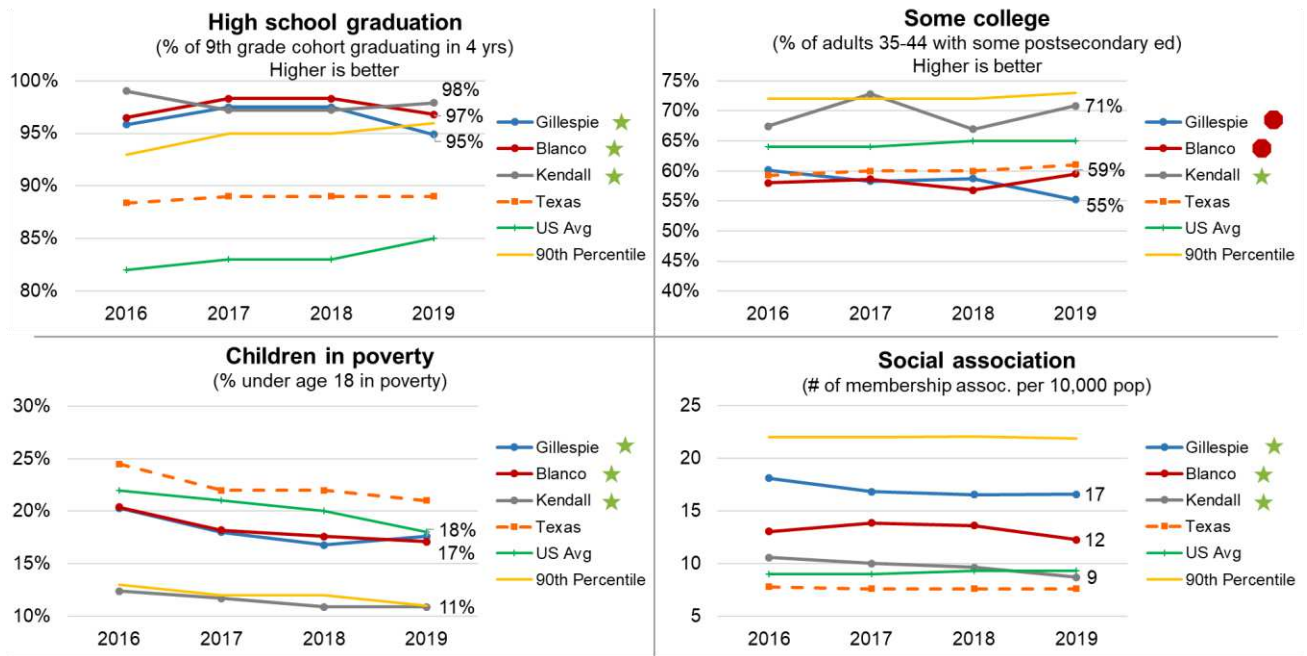 High school graduation
(% of 9th grade cohort graduating in 4 yrs)
Higher is better
100%
95%
90%
85%
80%
98%
97%
95%
2016 2017 2018 2019
Gillespie
Blanco
Kendall
Texas
US Avg
90th Percentile
Some college
(% of adults 35-44 with some postsecondary ed)
Higher is better
75%
70%
65%
60%
55%
50%
45%
40%
71%
59%
55%
2016 2017 2018 2019
Gillespie
Blanco
Kendall
Texas
US Avg
90th Percentile
Children in poverty
(% under age 18 in poverty)
30%
25%
20%
15%
10%
18%
17%
11%
2016 2017 2018 2019
Gillespie
Blanco
Kendall
Texas
US Avg
90th Percentile
Social association
(# of membership assoc. per 10,000 pop)
25
20
15
10
5
17
12
9
2016 2017 2018 2019
Gillespie
Blanco
Kendall
Texas
US Avg
90th Percentile